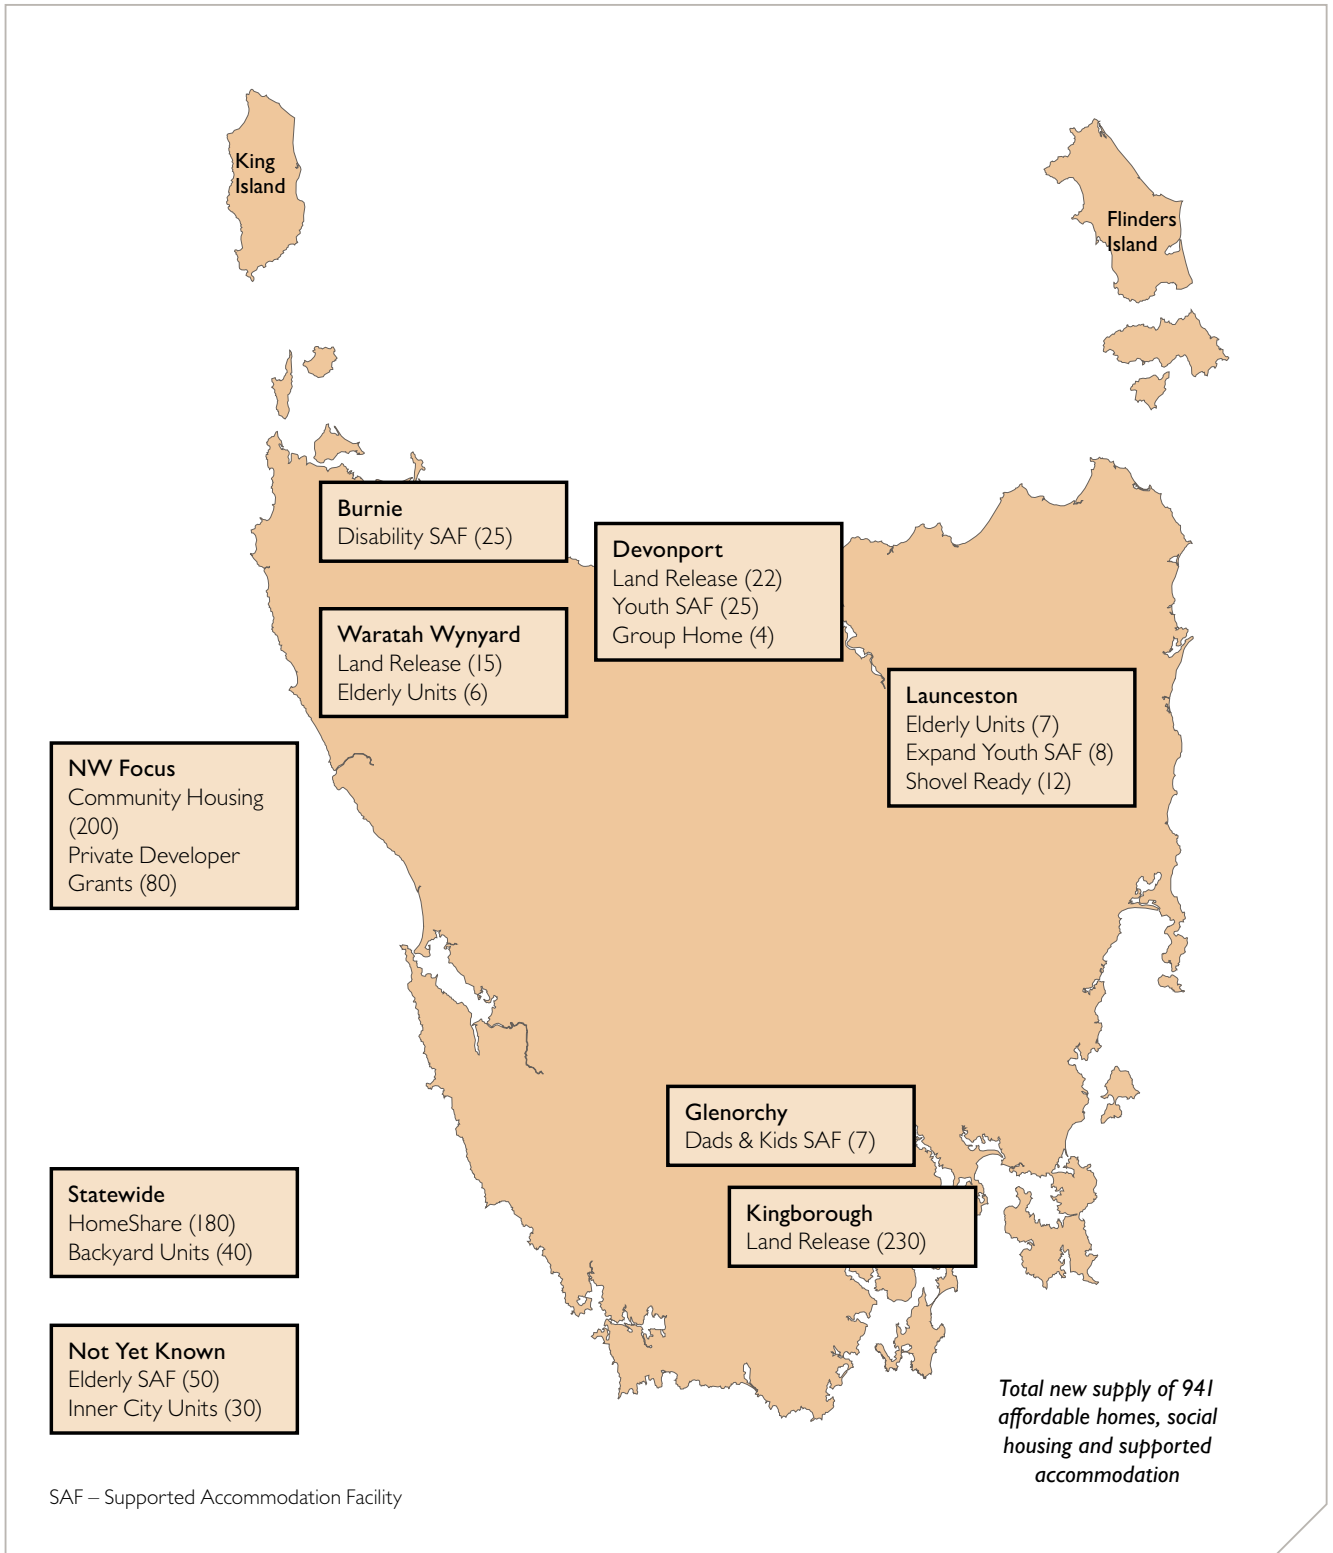 King
Island
Flinders
Island
Burnie
Disability SAF (25)
Devonport
Land Release (22)
Youth SAF (25)
Group Home (4)
Waratah Wynyard
Land Release (15)
Elderly Units (6)
Launceston
Elderly Units (7)
Expand Youth SAF (8)
Shovel Ready (12)
NW Focus
Community Housing
(200)
Private Developer
Grants (80)
Glenorchy
Dads & Kids SAF (7)
Kingborough
Land Release (230)
Statewide
HomeShare (180)
Backyard Units (40)
Not Yet Known
Elderly SAF (50)
Inner City Units (30)
Total new supply of 941
affordable homes, social
housing and supported
accommodation
SAF – Supported Accommodation Facility